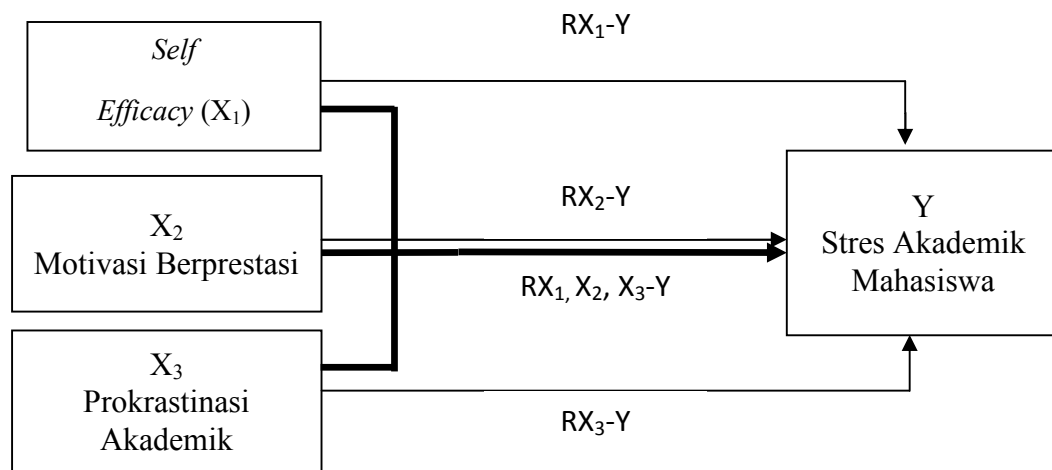 RX₁-Y
Self
Efficacy (X₁)
RX₂-Y
X₂
Motivasi Berprestasi
Y
Stres Akademik
Mahasiswa
RX₁, X₂, X₃-Y
X₃
Prokrastinasi
Akademik
RX₃-Y